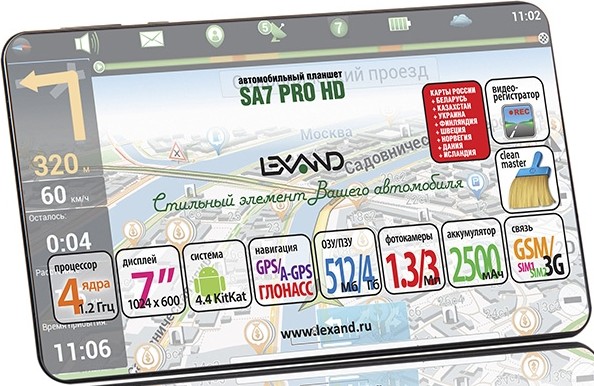 5
7
11:02
320 м
60 км/ч
Осталось:
0:04
Время прибытия:
11:06
автомобильный планшет
SA7 PRO HD
проезд
Москва
Садовническ
LEXAND
Стильный элемент Вашего автомобиля
КАРТЫ РОССИИ
+ БЕЛАРУСЬ
+ КАЗАХСТАН
+ УКРАИНА
+ ФИНЛЯНДИЯ
+ ШВЕЦИЯ
+ НОРВЕГИЯ
+ ДАНИЯ
+ ИСЛАНДИЯ
видео-
регистратор
REC
clean
master
процессор
4 ядра
1.2 Ггц
дисплей
7”
1024 x 600
система
4.4 KitKat
навигация
GPS/A-GPS
ГЛОНАСС
ОЗУ/ПЗУ
512/4
Мб Гб
фотокамеры
1.3/3
Мп
аккумулятор
2500
мАч
связь
GSM/
SIM1 SIM2 3G
www.lexand.ru